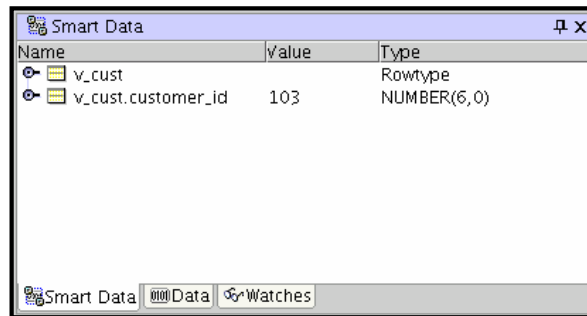 Smart Data
Name Value Type
v_cust Rowtype
v_cust.customer_id 103 NUMBER(6,0)
Smart Data Data Watches